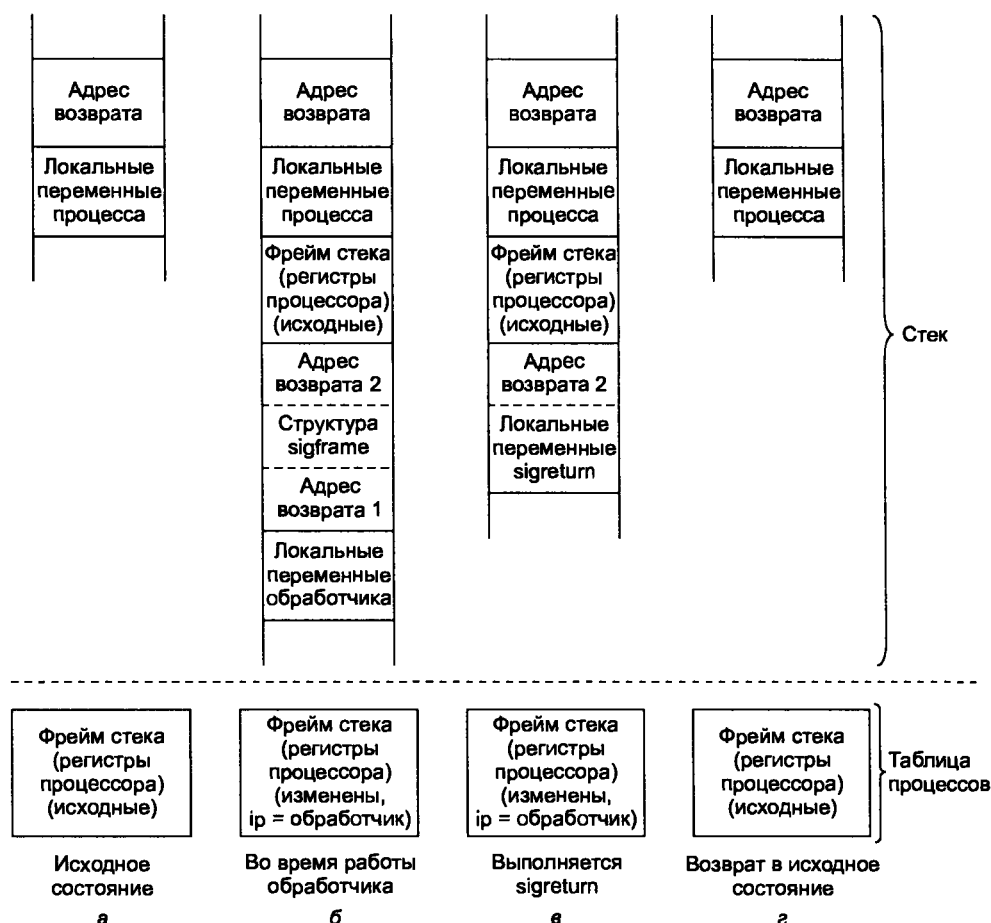 Адрес
возврата
Локальные
переменные
процесса
Адрес
возврата
Локальные
переменные
процесса
Фрейм стека
(регистры
процессора)
(исходные)
Адрес
возврата 2
Структура
sigframe
Адрес
возврата 1
Локальные
переменные
обработчика
Адрес
возврата
Локальные
переменные
процесса
Фрейм стека
(регистры
процессора)
(исходные)
Адрес
возврата 2
Локальные
переменные
sigreturn
Адрес
возврата
Локальные
переменные
процесса
Стек
Фрейм стека
(регистры
процессора)
(исходные)
Фрейм стека
(регистры
процессора)
(изменены,
ip = обработчик)
Фрейм стека
(регистры
процессора)
(изменены,
ip = обработчик)
Фрейм стека
(регистры
процессора)
(исходные)
Таблица
процессов
Исходное
состояние
а
Во время работы
обработчика
б
Выполняется
sigreturn
в
Возврат в исходное
состояние
г